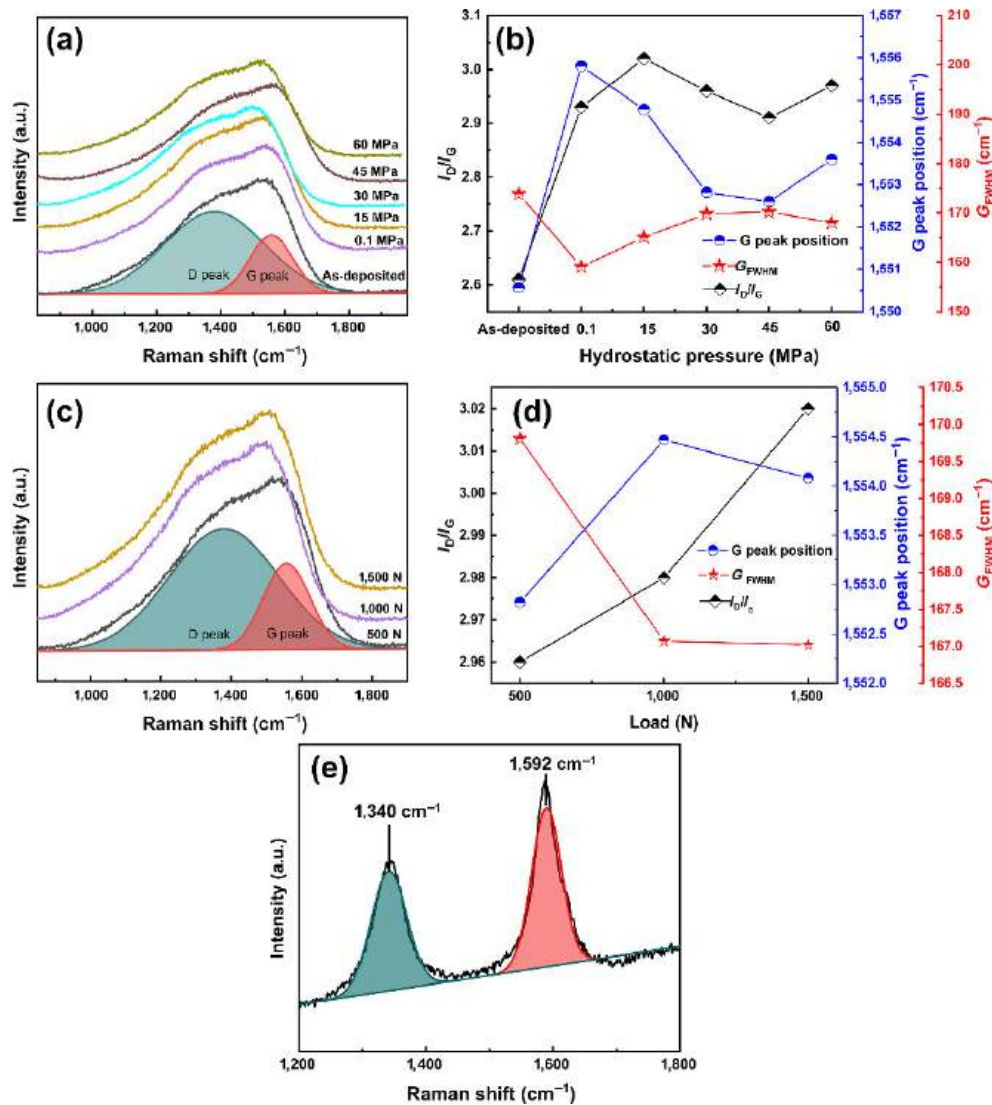 (a)
Intensity (a.u.)
60 MPa
45 MPa
30 MPa
15 MPa
0.1 MPa
As-deposited
D peak
G peak
1,000
1,200
1,400
1,600
1,800
Raman shift (cm⁻¹)
(b)
3.1
3.0
2.9
2.8
2.7
2.6
I_D/I_G
1,557
1,556
1,555
1,554
1,553
1,552
1,551
1,550
G peak position (cm⁻¹)
210
200
190
180
170
160
150
G_FWHM (cm⁻¹)
G peak position
G_FWHM
I_D/I_G
As-deposited 0.1 15 30 45 60
Hydrostatic pressure (MPa)
(c)
Intensity (a.u.)
1,500 N
1,000 N
500 N
D peak
G paak
1,000
1,200
1,400
1,600
1,800
Raman shift (cm⁻¹)
(d)
3.02
3.01
3.00
2.99
2.98
2.97
2.96
I_D/I_G
1,565.0
1,564.5
1,564.0
1,563.5
1,563.0
1,562.5
1,562.0
G peak position (cm⁻¹)
170.5
170.0
169.5
169.0
168.5
168.0
167.5
167.0
166.5
G_FWHM (cm⁻¹)
G peak position
G_FWHM
I_D/I_G
500 1,000 1,500
Load (N)
(e)
1,340 cm⁻¹
1,592 cm⁻¹
Intensity (a.u.)
1,200 1,400 1,600 1,800
Raman shift (cm⁻¹)